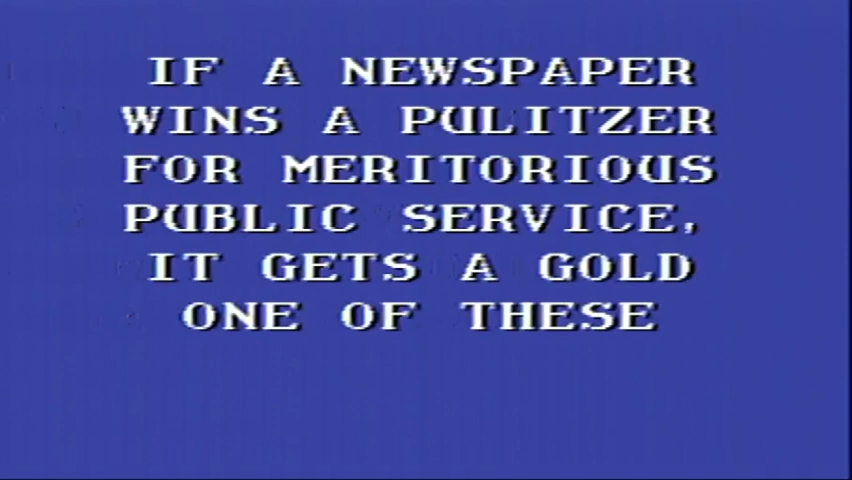 IF A NEWSPAPER
WINS A PULITZER
FOR MERITORIOUS
PUBLIC SERVICE,
IT GETS A GOLD
ONE OF THESE